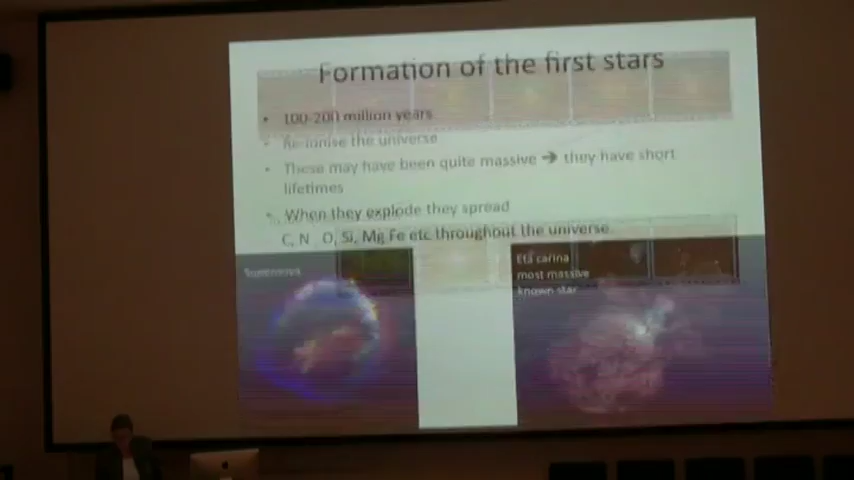 Formation of the first stars
• 100-200 million years
• Re-ionise the universe
• These may have been quite massive ➔ they have short
lifetimes
• When they explode they spread
C, N, O, Si, Mg Fe etc throughout the universe
Supernova
Eta carina
most massive
known star